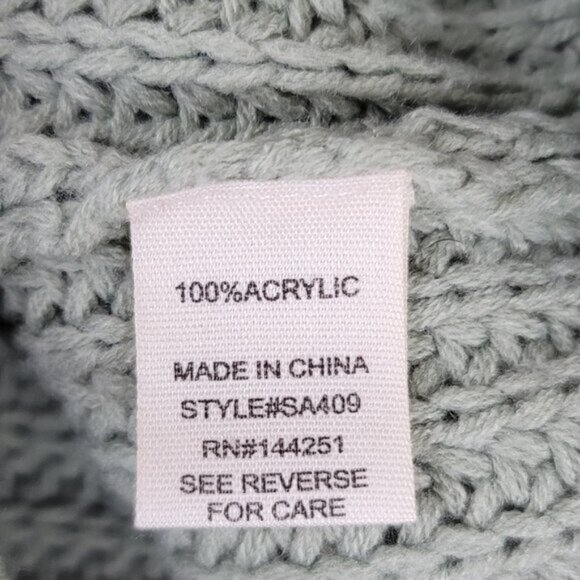 100%ACRYLIC
MADE IN CHINA
STYLE#SA409
RN#144251
SEE REVERSE
FOR CARE